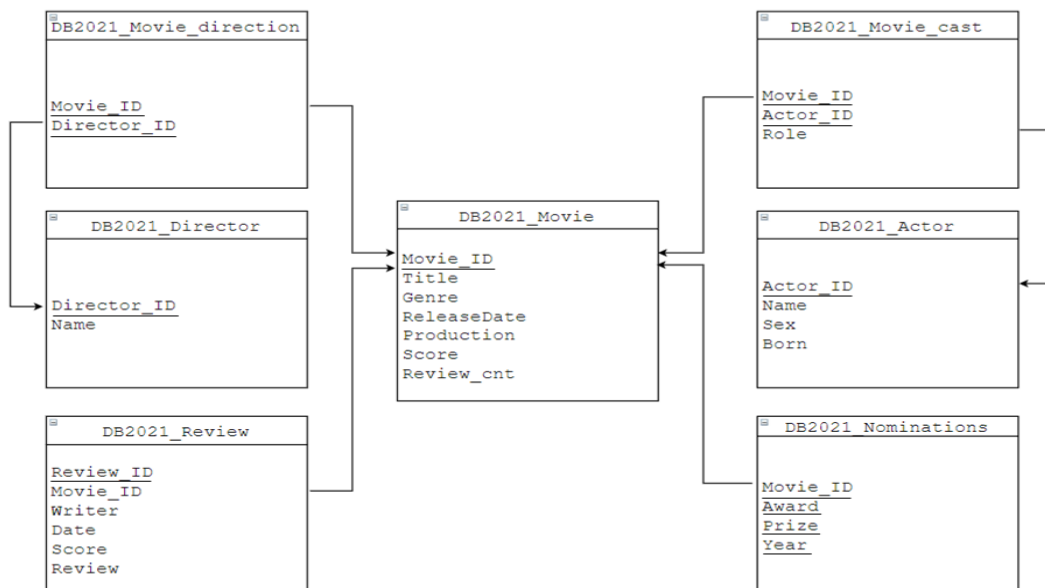 DB2021_Movie_direction
Movie_ID
Director_ID
DB2021_Director
Director_ID
Name
DB2021_Review
Review_ID
Movie_ID
Writer
Date
Score
Review
DB2021_Movie
Movie_ID
Title
Genre
ReleaseDate
Production
Score
Review_cnt
DB2021_Movie_cast
Movie_ID
Actor_ID
Role
DB2021_Actor
Actor_ID
Name
Sex
Born
DB2021_Nominations
Movie_ID
Award
Prize
Year